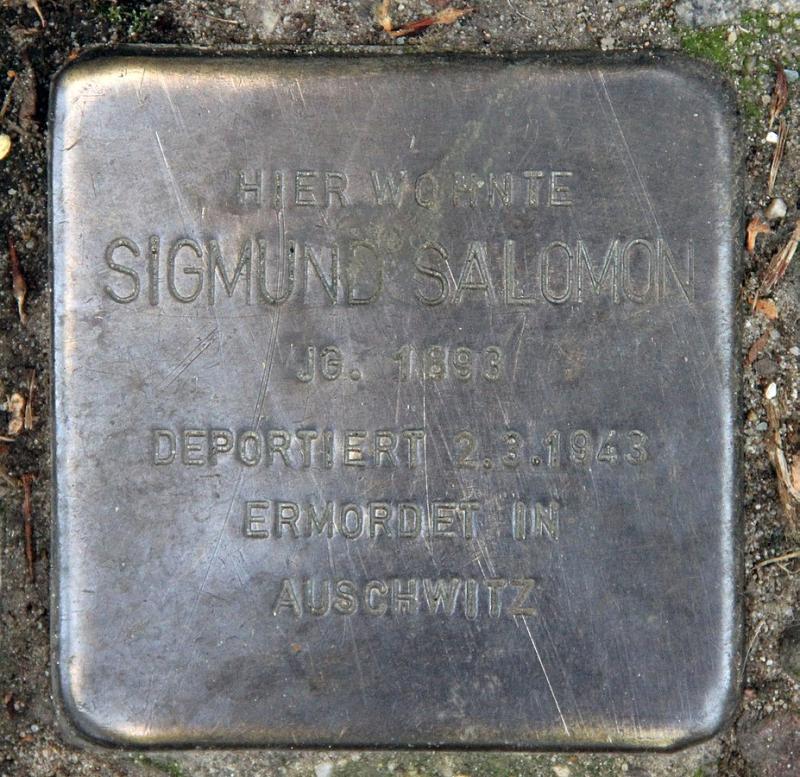 HIER WOHNTE
SIGMUND SALOMON
JG. 1893
DEPORTIERT 2.3.1943
ERMORDET IN
AUSCHWITZ